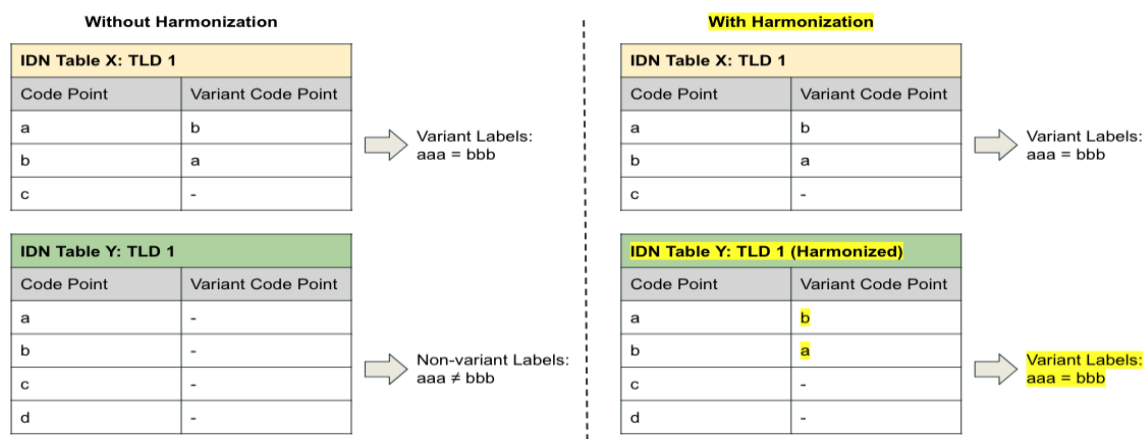 Without Harmonization
IDN Table X: TLD 1
Code Point Variant Code Point
a b
b a
c -
Variant Labels:
aaa = bbb
IDN Table Y: TLD 1
Code Point Variant Code Point
a -
b -
c -
d -
Non-variant Labels:
aaa ≠ bbb
With Harmonization
IDN Table X: TLD 1
Code Point Variant Code Point
a b
b a
c -
Variant Labels:
aaa = bbb
IDN Table Y: TLD 1 (Harmonized)
Code Point Variant Code Point
a b
b a
c -
d -
Variant Labels:
aaa = bbb